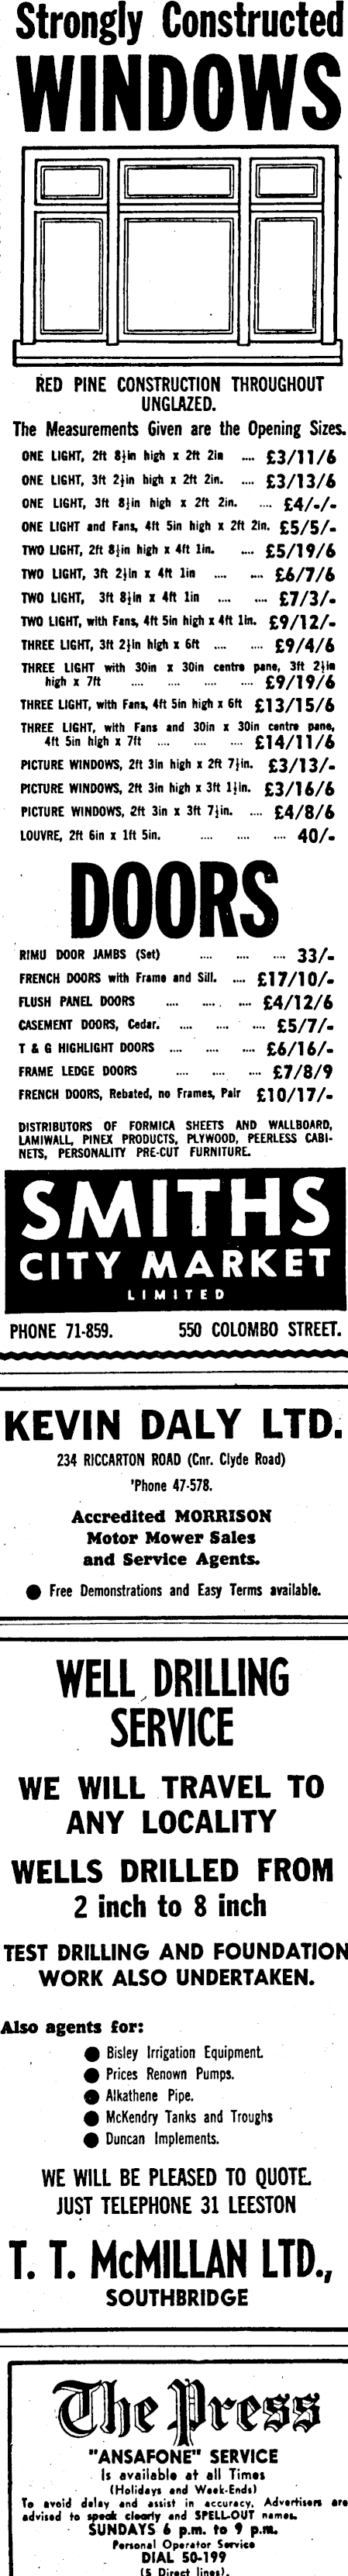 Strongly Constructed
WINDOWS
RED PINE CONSTRUCTION THROUGHOUT
UNGLAZED.
The Measurements Given are the Opening Sizes.
ONE LIGHT, 2ft 8½in high x 2ft 2in .... £3/11/6
ONE LIGHT, 3ft 2½in high x 2ft 2in. .... £3/13/6
ONE LIGHT, 3ft 8½in high x 2ft 2in. .... £4/-/-
ONE LIGHT and Fans, 4ft 5in high x 2ft 2in. £5/5/-
TWO LIGHT, 2ft 8½in high x 4ft 1in. .... £5/19/6
TWO LIGHT, 3ft 2½in x 4ft 1in .... .... £6/7/6
TWO LIGHT, 3ft 8½in x 4ft 1in .... .... £7/3/-
TWO LIGHT, with Fans, 4ft 5in high x 4ft 1in. £9/12/-
THREE LIGHT, 3ft 2½in high x 6ft .... .... £9/4/6
THREE LIGHT with 30in x 30in centre pane, 3ft 2½in
high x 7ft .... .... .... .... £9/19/6
THREE LIGHT, with Fans, 4ft 5in high x 6ft £13/15/6
THREE LIGHT, with Fans and 30in x 30in centre pane,
4ft 5in high x 7ft .... .... .... £14/11/6
PICTURE WINDOWS, 2ft 3in high x 2ft 7½in. £3/13/-
PICTURE WINDOWS, 2ft 3in high x 3ft 1½in. £3/16/6
PICTURE WINDOWS, 2ft 3in x 3ft 7½in. .... £4/8/6
LOUVRE, 2ft 6in x 1ft 5in. .... .... .... 40/-
DOORS
RIMU DOOR JAMBS (Set) .... .... .... 33/-
FRENCH DOORS with Frame and Sill. .... £17/10/-
FLUSH PANEL DOORS .... .... .... £4/12/6
CASEMENT DOORS, Cedar. .... .... .... £5/7/-
T & G HIGHLIGHT DOORS .... .... .... £6/16/-
FRAME LEDGE DOORS .... .... .... £7/8/9
FRENCH DOORS, Rebated, no Frames, Pair £10/17/-
DISTRIBUTORS OF FORMICA SHEETS AND WALLBOARD,
LAMIWALL, PINEX PRODUCTS, PLYWOOD, PEERLESS CABI-
NETS, PERSONALITY PRE-CUT FURNITURE.
SMITHS
CITY MARKET
LIMITED
PHONE 71-859. 550 COLOMBO STREET.
KEVIN DALY LTD.
234 RICCARTON ROAD (Cnr. Clyde Road)
'Phone 47-578.
Accredited MORRISON
Motor Mower Sales
and Service Agents.
● Free Demonstrations and Easy Terms available.
WELL DRILLING
SERVICE
WE WILL TRAVEL TO
ANY LOCALITY
WELLS DRILLED FROM
2 inch to 8 inch
TEST DRILLING AND FOUNDATION
WORK ALSO UNDERTAKEN.
Also agents for:
● Bisley Irrigation Equipment.
● Prices Renown Pumps.
● Alkathene Pipe.
● McKendry Tanks and Troughs
● Duncan Implements.
WE WILL BE PLEASED TO QUOTE.
JUST TELEPHONE 31 LEESTON
T. T. McMILLAN LTD.,
SOUTHBRIDGE
The Press
"ANSAFONE" SERVICE
Is available at all Times
(Holidays and Week-Ends)
To avoid delay and assist in accuracy, Advertisers are
advised to speak clearly and SPELL-OUT names.
SUNDAYS 6 p.m. to 9 p.m.
Personal Operator Service
DIAL 50-199
(5 Direct lines).